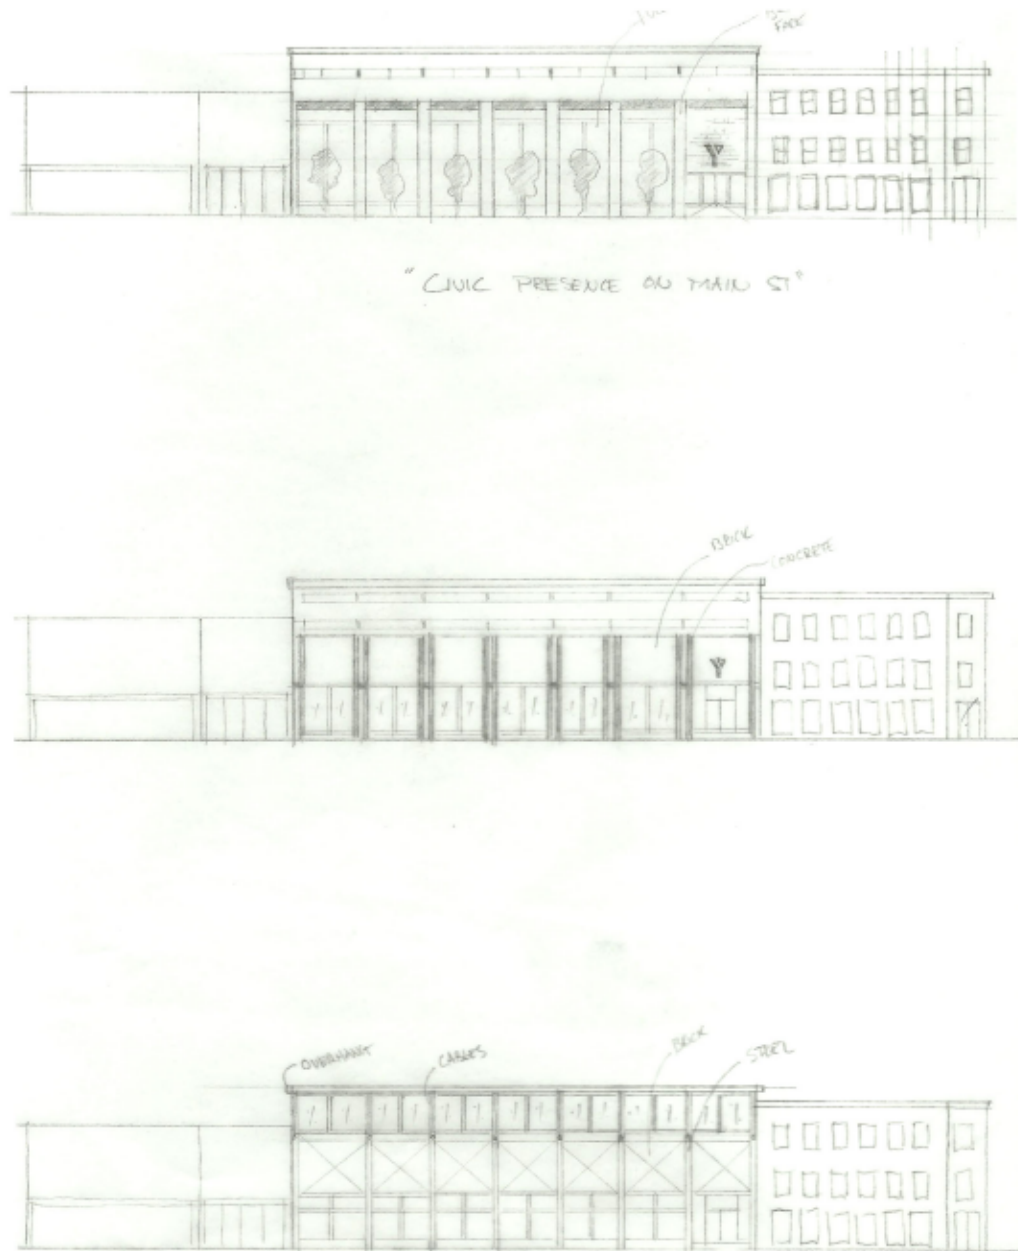 FACE
"CIVIC PRESENCE ON MAIN ST"
Y
BRICK
CONCRETE
Y
OVERHANG
CABLES
BRICK
STEEL